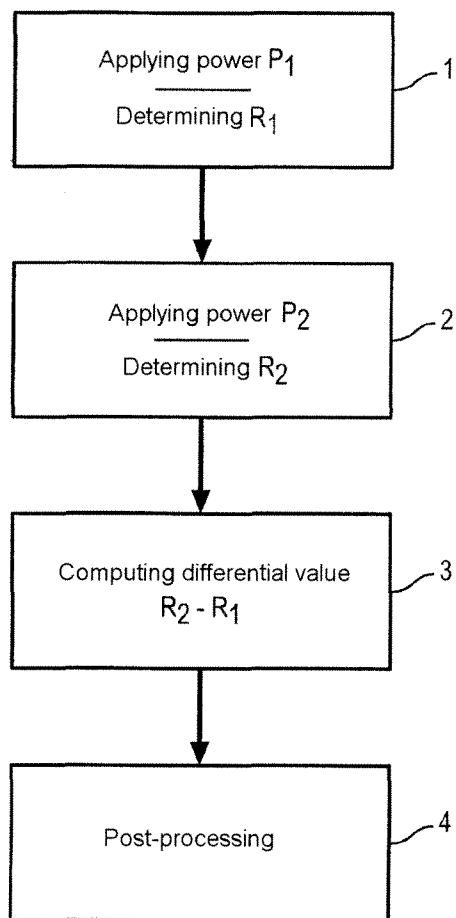 Applying power P₁
Determining R₁
1
Applying power P₂
Determining R₂
2
Computing differential value
R₂ - R₁
3
Post-processing
4